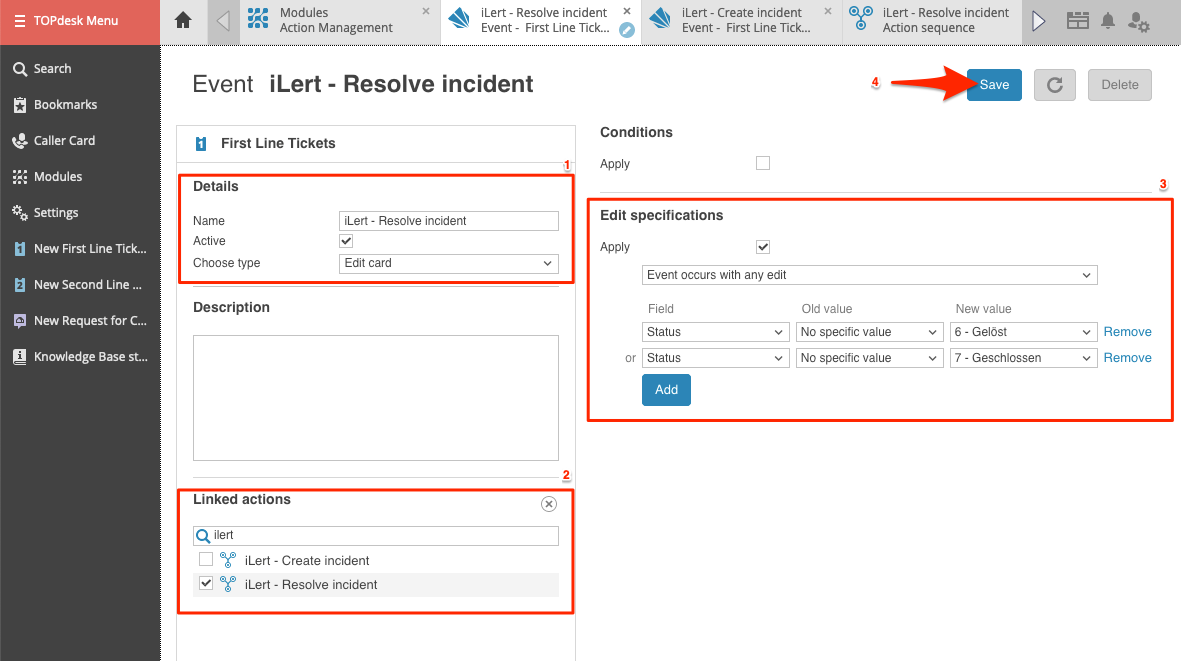 TOPdesk Menu
Modules
Action Management
iLert - Resolve incident
Event - First Line Tick...
iLert - Create incident
Event - First Line Tick...
iLert - Resolve incident
Action sequence
Search
Bookmarks
Caller Card
Modules
Settings
1 New First Line Tick...
2 New Second Line ...
New Request for C...
Knowledge Base st...
Event iLert - Resolve incident
4
Save
Delete
1 First Line Tickets
1
Details
Name iLert - Resolve incident
Active
Choose type Edit card
Description
2
Linked actions
ilert
iLert - Create incident
iLert - Resolve incident
Conditions
Apply
3
Edit specifications
Apply
Event occurs with any edit
Field Old value New value
Status No specific value 6 - Gelöst Remove
or Status No specific value 7 - Geschlossen Remove
Add